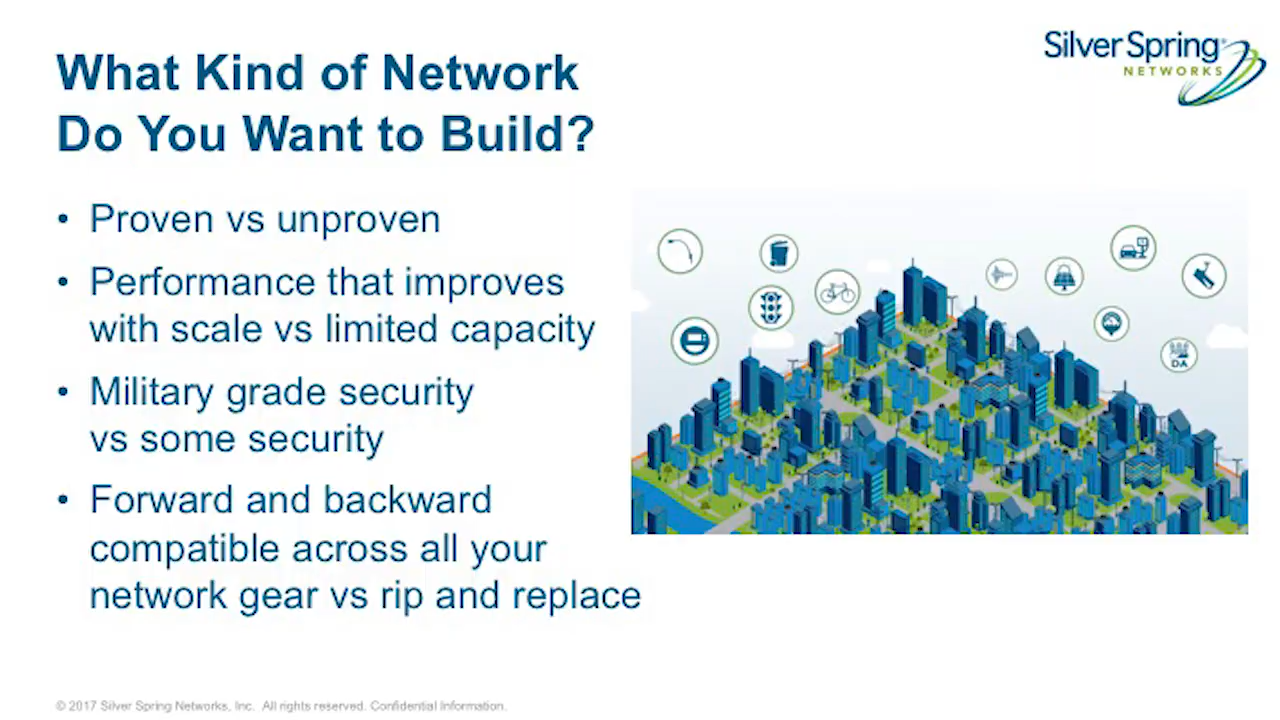 What Kind of Network
Do You Want to Build?
Silver Spring®
NETWORKS
• Proven vs unproven
• Performance that improves
with scale vs limited capacity
• Military grade security
vs some security
• Forward and backward
compatible across all your
network gear vs rip and replace
DA
© 2017 Silver Spring Networks, Inc. All rights reserved. Confidential Information.